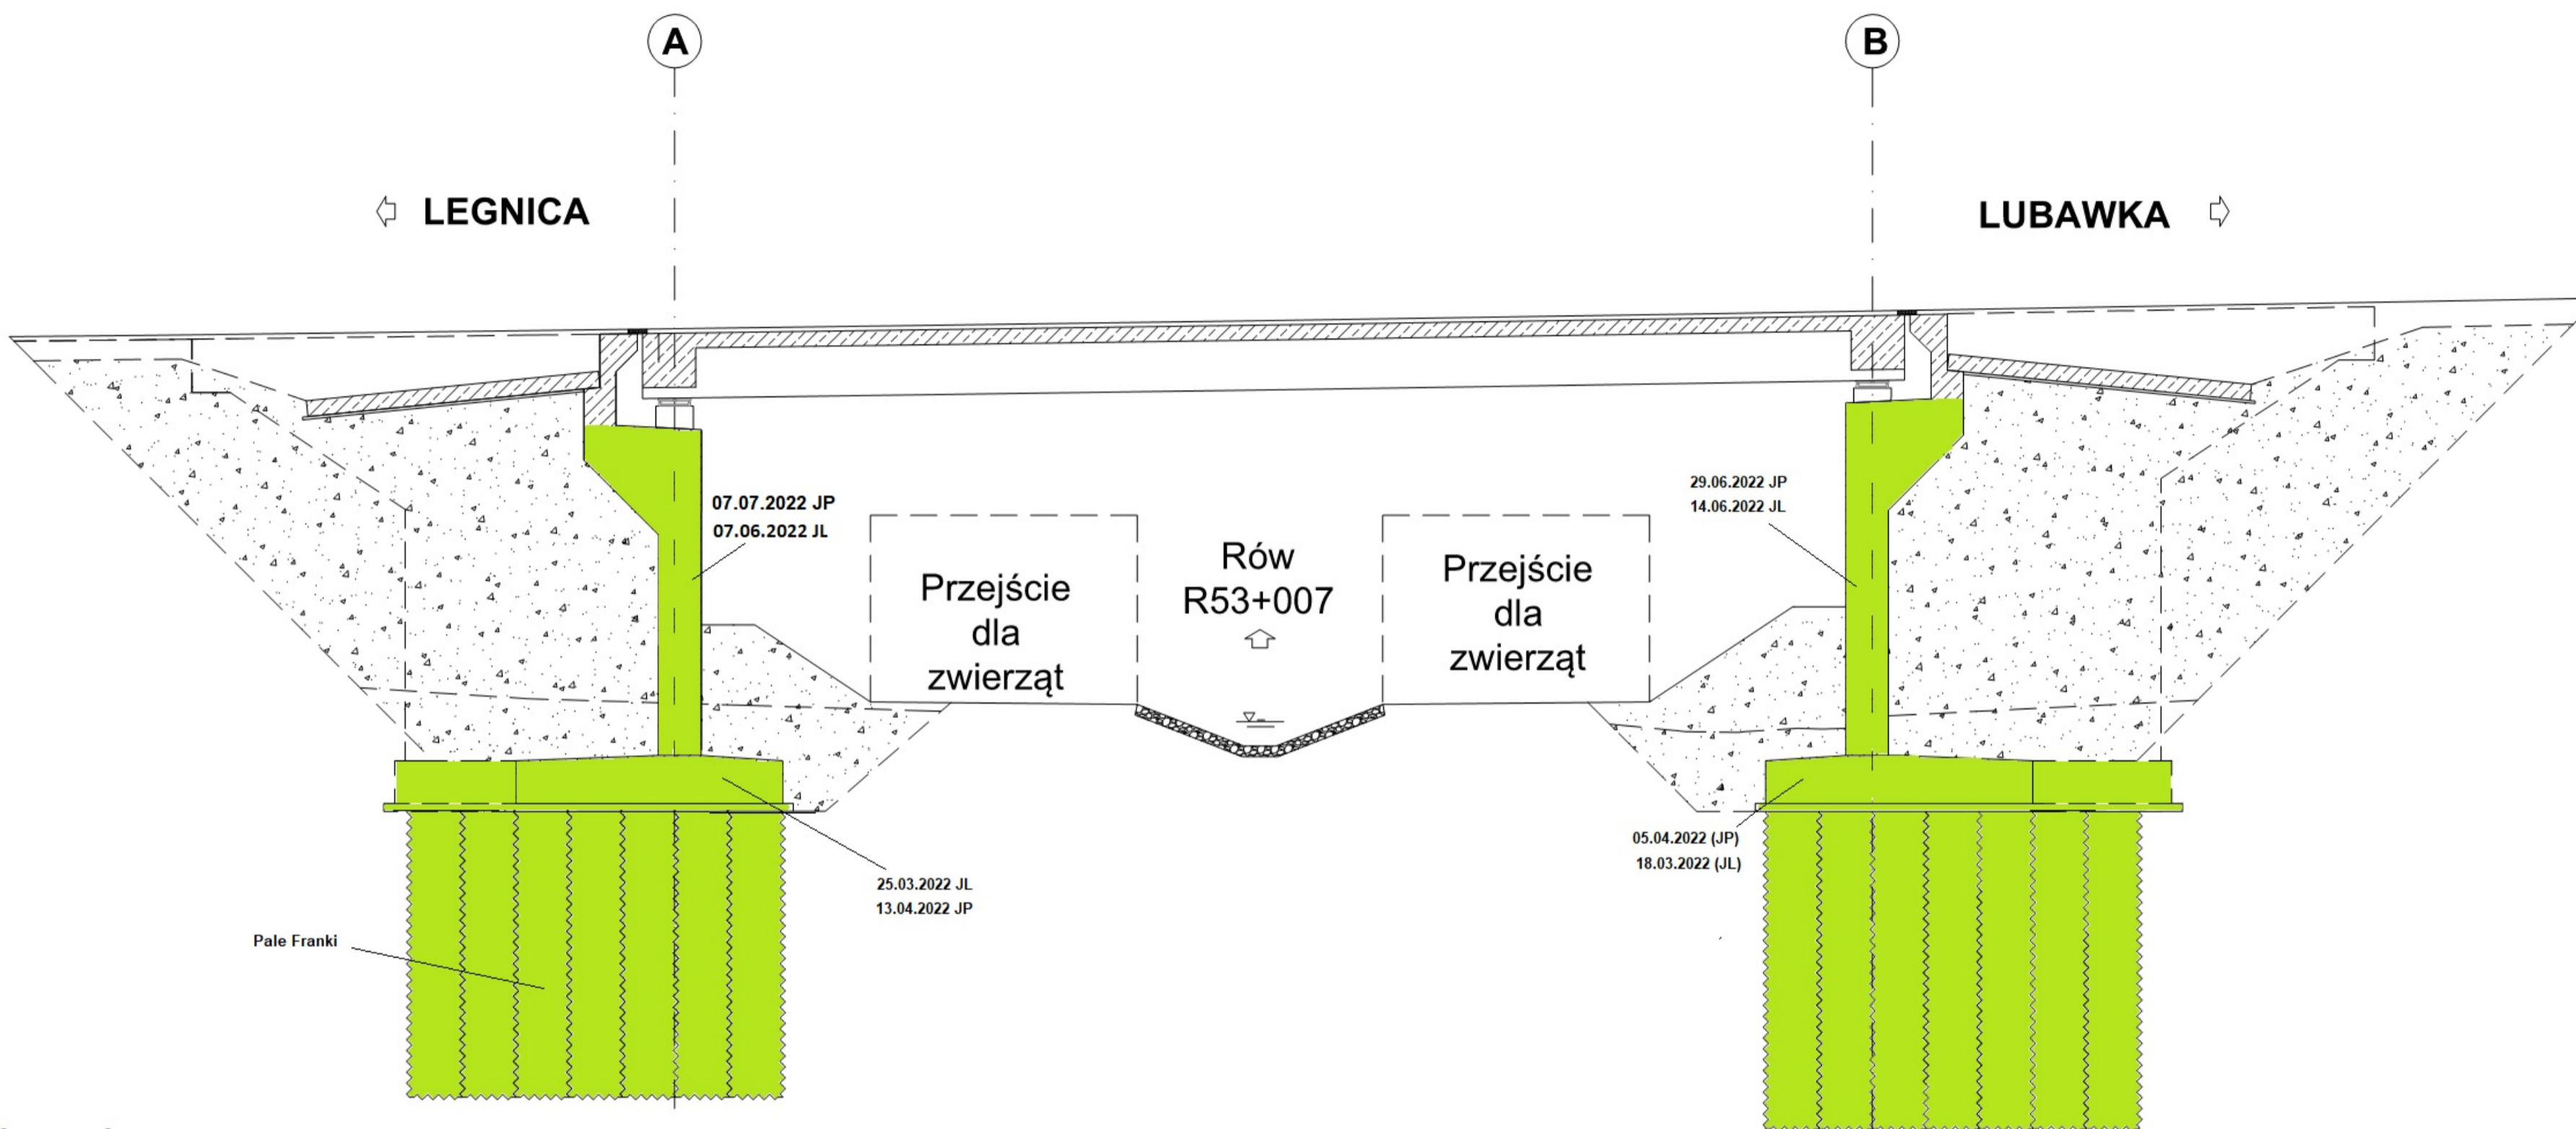 A
B
LEGNICA
LUBAWKA
07.07.2022 JP
07.06.2022 JL
29.06.2022 JP
14.06.2022 JL
Przejście
dla
zwierząt
Rów
R53+007
Przejście
dla
zwierząt
25.03.2022 JL
13.04.2022 JP
05.04.2022 (JP)
18.03.2022 (JL)
Pale Franki